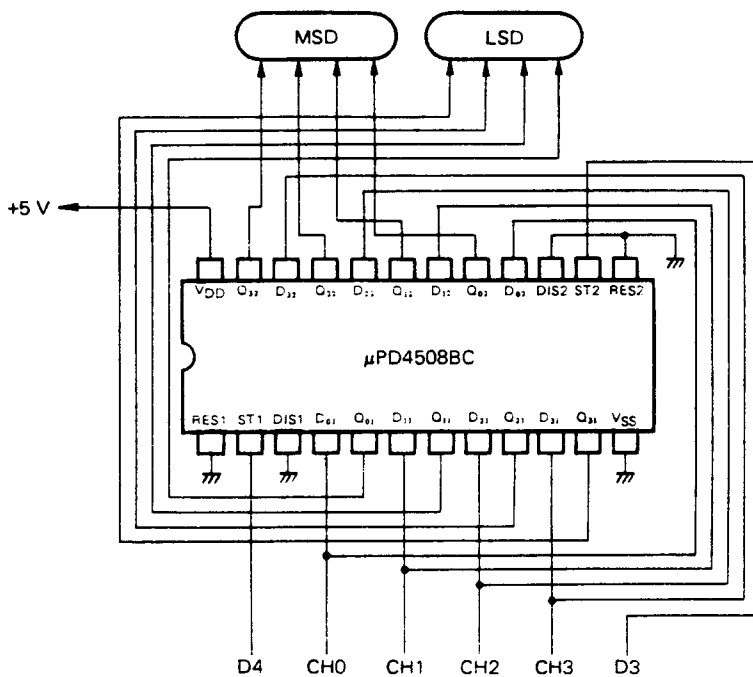 MSD LSD
+5 V
VDD Q32 D32 Q22 D22 Q12 D12 Q02 D02 DIS2 ST2 RES2
μPD4508BC
RES1 ST1 DIS1 D01 Q01 D11 Q11 D21 Q21 D31 Q31 VSS
D4 CH0 CH1 CH2 CH3 D3